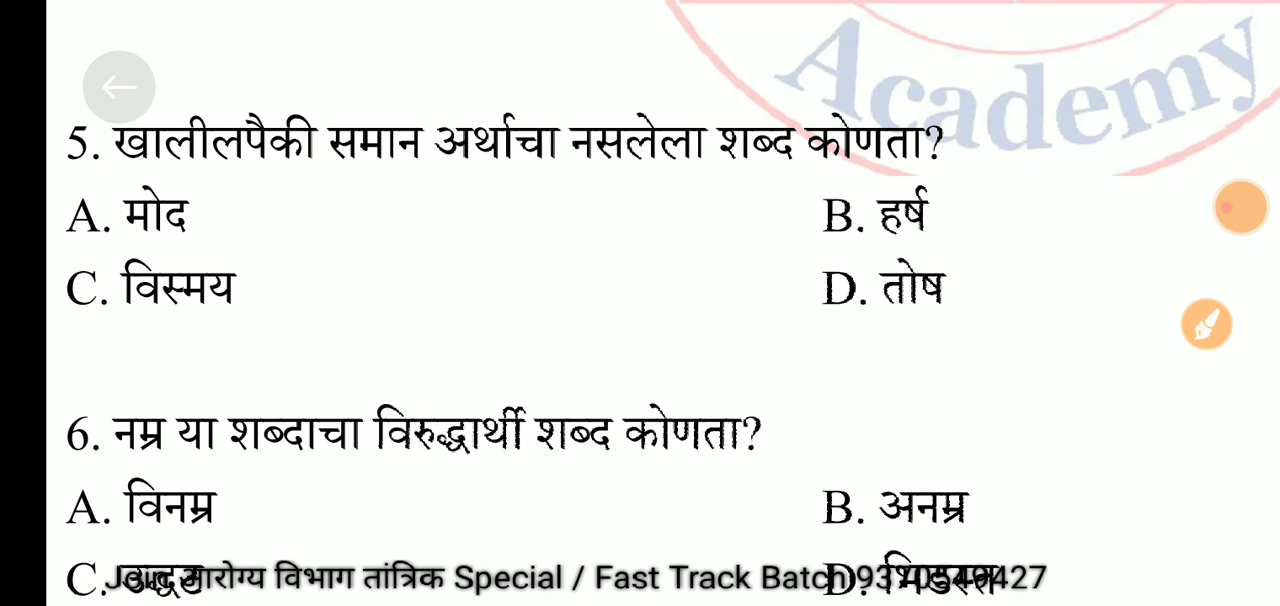 Academy
5. खालीलपैकी समान अर्थाचा नसलेला शब्द कोणता?
A. मोद B. हर्ष
C. विस्मय D. तोष
6. नम्र या शब्दाचा विरुद्धार्थी शब्द कोणता?
A. विनम्र B. अनम्र
C. D.
Join आरोग्य विभाग तांत्रिक Special / Fast Track Batch